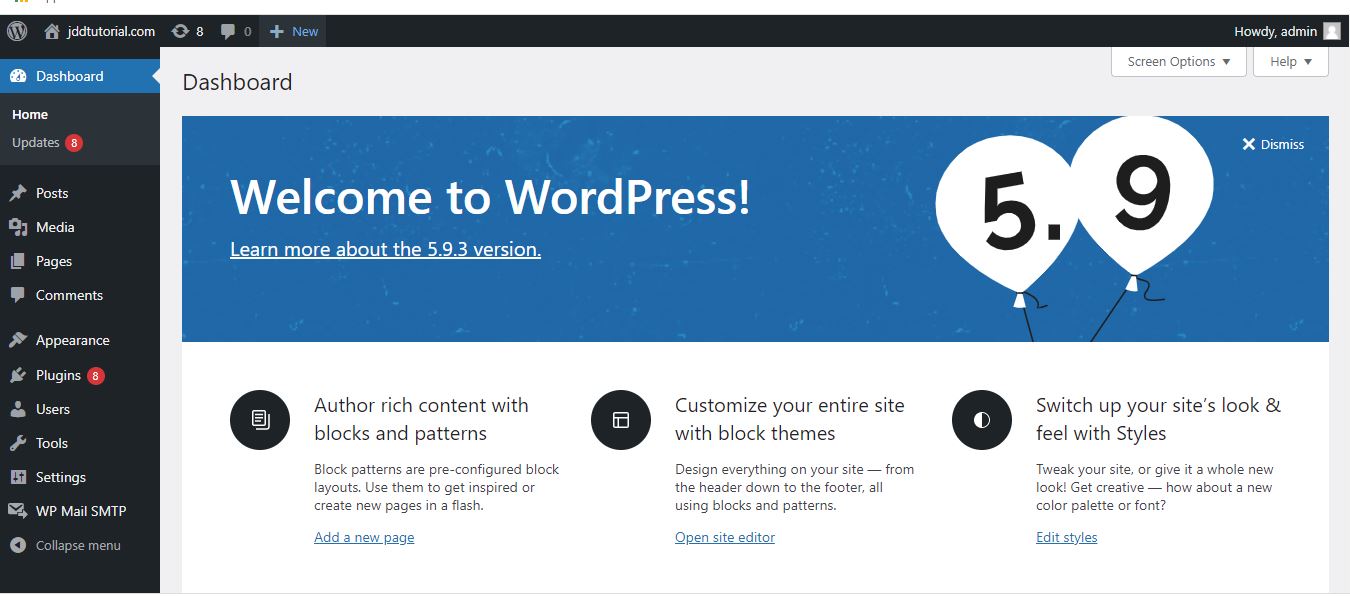 jddtutorial.com 8 0 New Howdy, admin
Screen Options Help
Dashboard
Home
Updates 8
Posts
Media
Pages
Comments
Appearance
Plugins 8
Users
Tools
Settings
WP Mail SMTP
Collapse menu
Dashboard
Welcome to WordPress!
Learn more about the 5.9.3 version.
5.9
Dismiss
Author rich content with
blocks and patterns
Block patterns are pre-configured block
layouts. Use them to get inspired or
create new pages in a flash.
Add a new page
Customize your entire site
with block themes
Design everything on your site — from
the header down to the footer, all
using blocks and patterns.
Open site editor
Switch up your site’s look &
feel with Styles
Tweak your site, or give it a whole new
look! Get creative — how about a new
color palette or font?
Edit styles